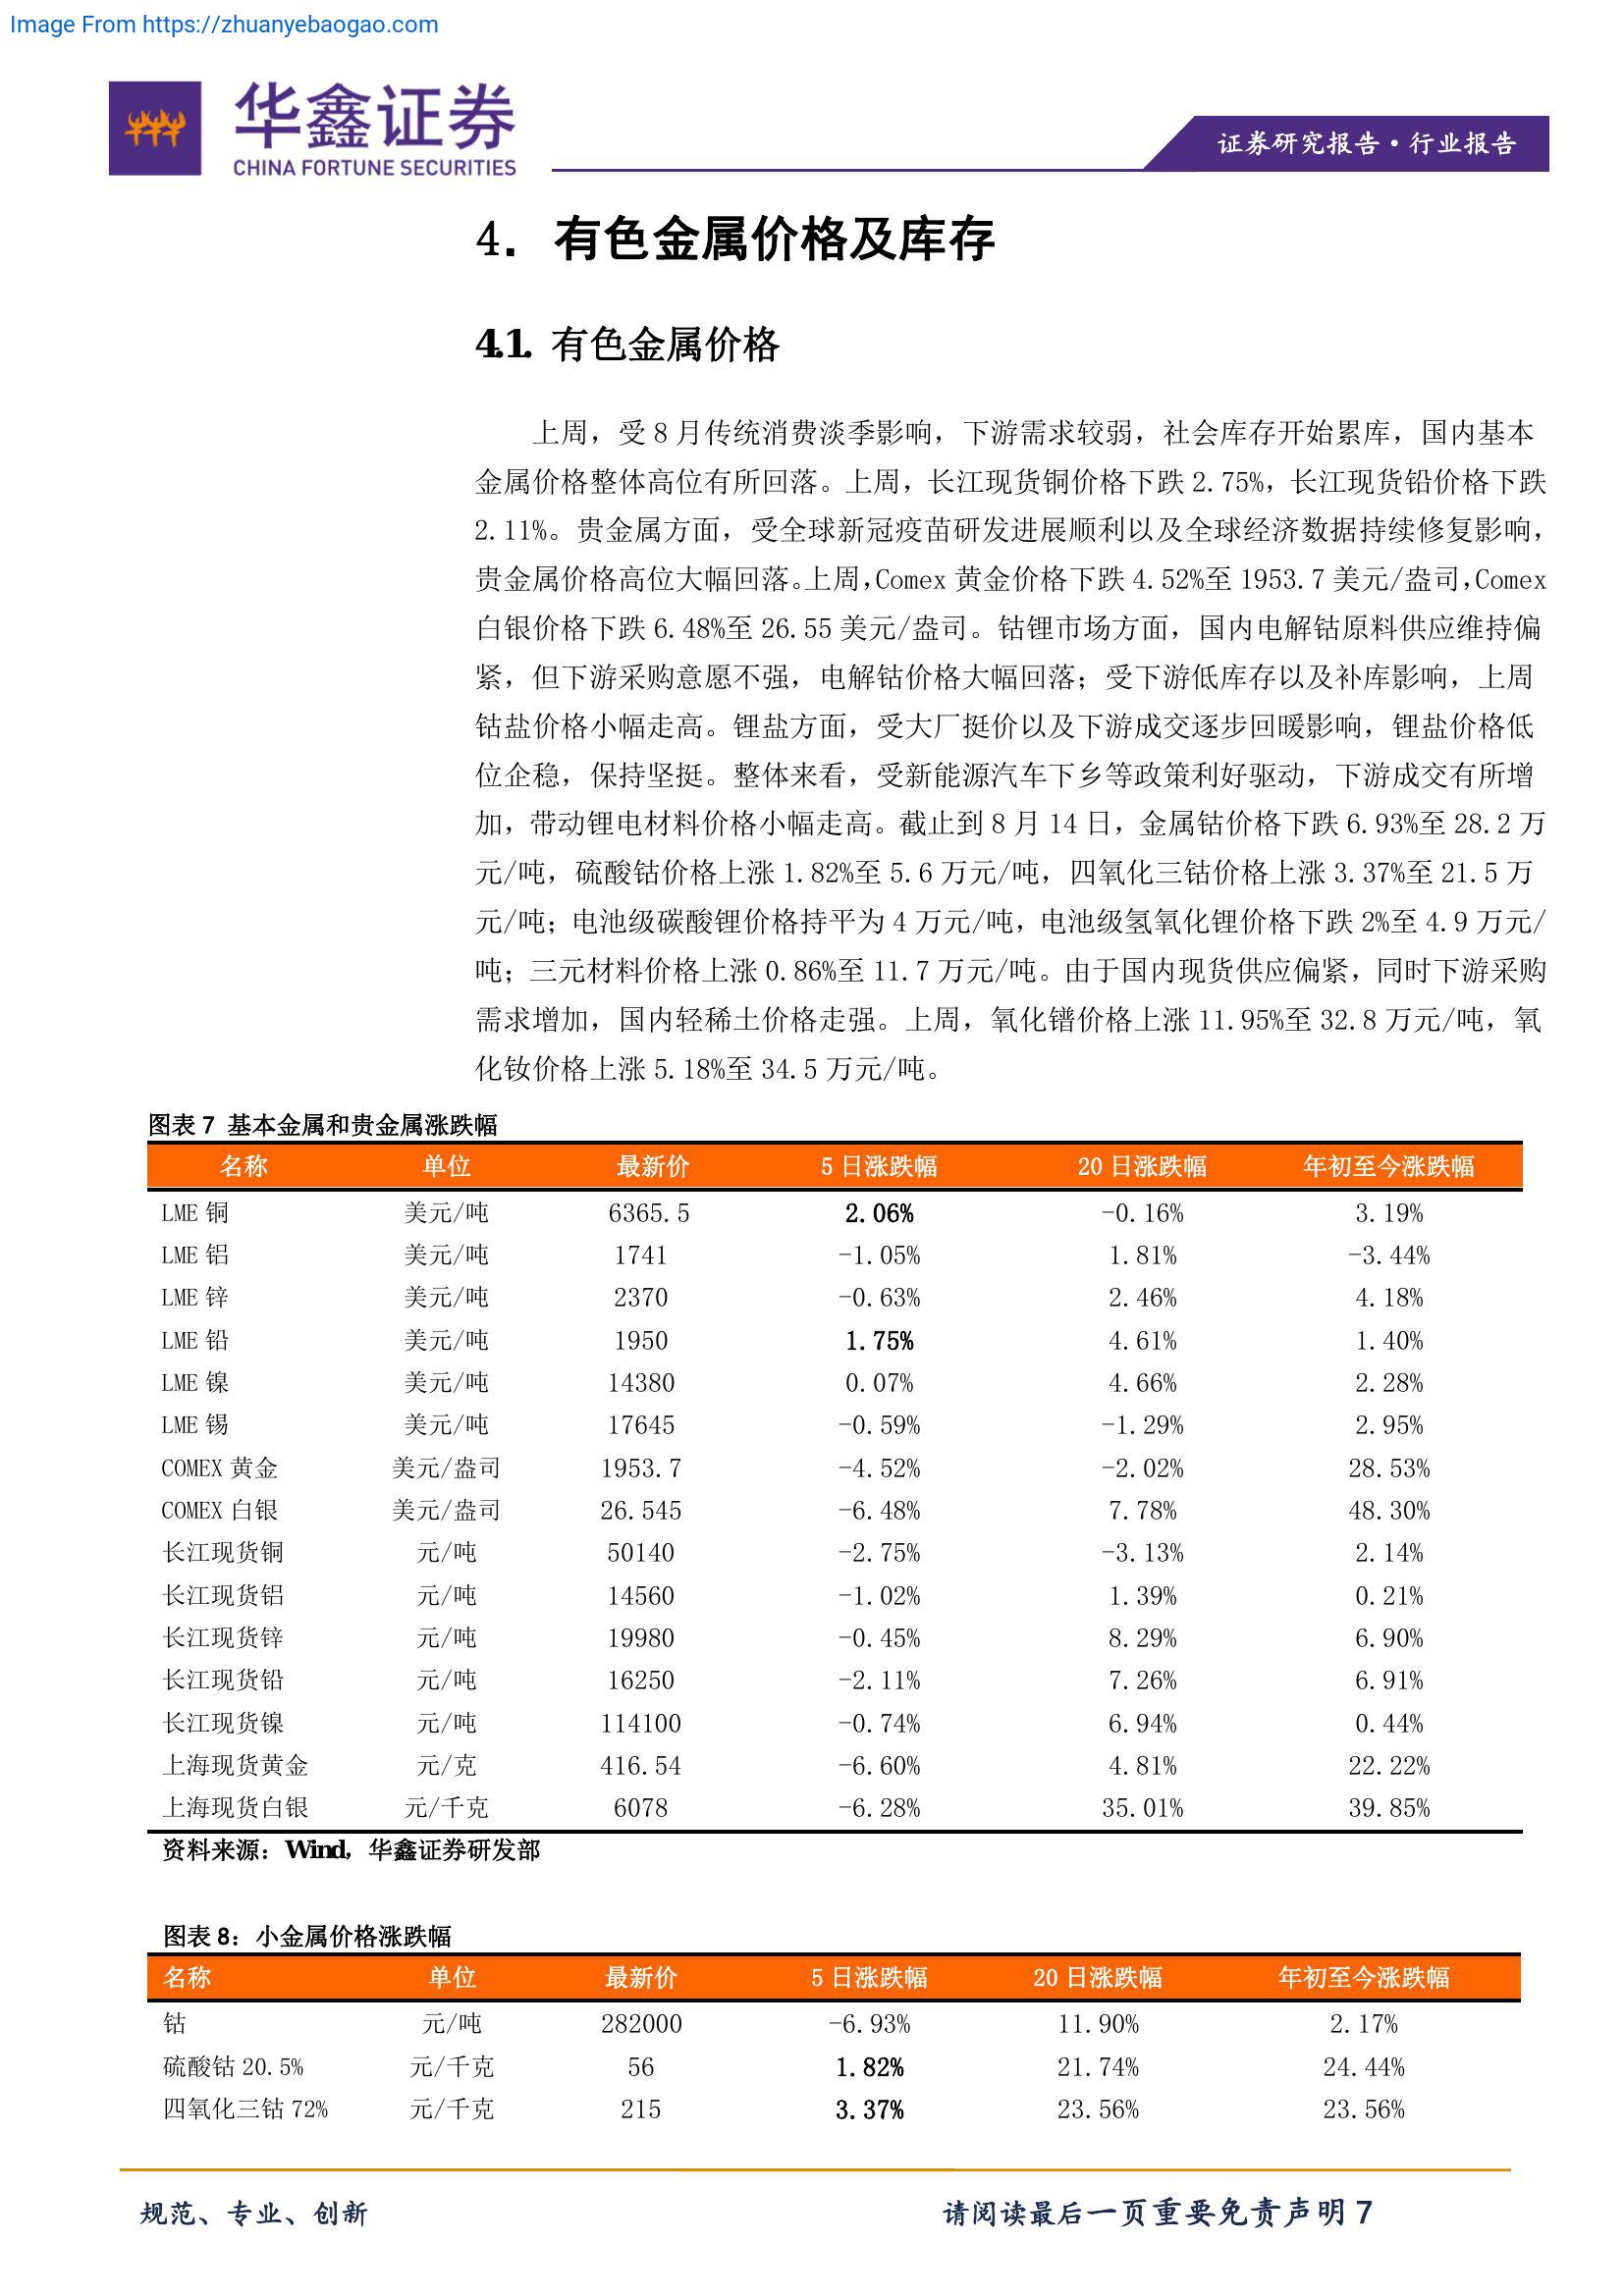 Image From https://zhuanyebaogao.com
华鑫证券
CHINA FORTUNE SECURITIES
证券研究报告·行业报告
4. 有色金属价格及库存
4.1. 有色金属价格
上周，受 8 月传统消费淡季影响，下游需求较弱，社会库存开始累库，国内基本
金属价格整体高位有所回落。上周，长江现货铜价格下跌 2.75%，长江现货铅价格下跌
2.11%。贵金属方面，受全球新冠疫苗研发进展顺利以及全球经济数据持续修复影响，
贵金属价格高位大幅回落。上周，Comex 黄金价格下跌 4.52%至 1953.7 美元/盎司，Comex
白银价格下跌 6.48%至 26.55 美元/盎司。钴锂市场方面，国内电解钴原料供应维持偏
紧，但下游采购意愿不强，电解钴价格大幅回落；受下游低库存以及补库影响，上周
钴盐价格小幅走高。锂盐方面，受大厂挺价以及下游成交逐步回暖影响，锂盐价格低
位企稳，保持坚挺。整体来看，受新能源汽车下乡等政策利好驱动，下游成交有所增
加，带动锂电材料价格小幅走高。截止到 8 月 14 日，金属钴价格下跌 6.93%至 28.2 万
元/吨，硫酸钴价格上涨 1.82%至 5.6 万元/吨，四氧化三钴价格上涨 3.37%至 21.5 万
元/吨；电池级碳酸锂价格持平为 4 万元/吨，电池级氢氧化锂价格下跌 2%至 4.9 万元/
吨；三元材料价格上涨 0.86%至 11.7 万元/吨。由于国内现货供应偏紧，同时下游采购
需求增加，国内轻稀土价格走强。上周，氧化镨价格上涨 11.95%至 32.8 万元/吨，氧
化钕价格上涨 5.18%至 34.5 万元/吨。
图表 7 基本金属和贵金属涨跌幅
名称 单位 最新价 5 日涨跌幅 20 日涨跌幅 年初至今涨跌幅
LME 铜 美元/吨 6365.5 2.06% -0.16% 3.19%
LME 铝 美元/吨 1741 -1.05% 1.81% -3.44%
LME 锌 美元/吨 2370 -0.63% 2.46% 4.18%
LME 铅 美元/吨 1950 1.75% 4.61% 1.40%
LME 镍 美元/吨 14380 0.07% 4.66% 2.28%
LME 锡 美元/吨 17645 -0.59% -1.29% 2.95%
COMEX 黄金 美元/盎司 1953.7 -4.52% -2.02% 28.53%
COMEX 白银 美元/盎司 26.545 -6.48% 7.78% 48.30%
长江现货铜 元/吨 50140 -2.75% -3.13% 2.14%
长江现货铝 元/吨 14560 -1.02% 1.39% 0.21%
长江现货锌 元/吨 19980 -0.45% 8.29% 6.90%
长江现货铅 元/吨 16250 -2.11% 7.26% 6.91%
长江现货镍 元/吨 114100 -0.74% 6.94% 0.44%
上海现货黄金 元/克 416.54 -6.60% 4.81% 22.22%
上海现货白银 元/千克 6078 -6.28% 35.01% 39.85%
资料来源：Wind，华鑫证券研发部
图表 8：小金属价格涨跌幅
名称 单位 最新价 5 日涨跌幅 20 日涨跌幅 年初至今涨跌幅
钴 元/吨 282000 -6.93% 11.90% 2.17%
硫酸钴 20.5% 元/千克 56 1.82% 21.74% 24.44%
四氧化三钴 72% 元/千克 215 3.37% 23.56% 23.56%
规范、专业、创新 请阅读最后一页重要免责声明 7